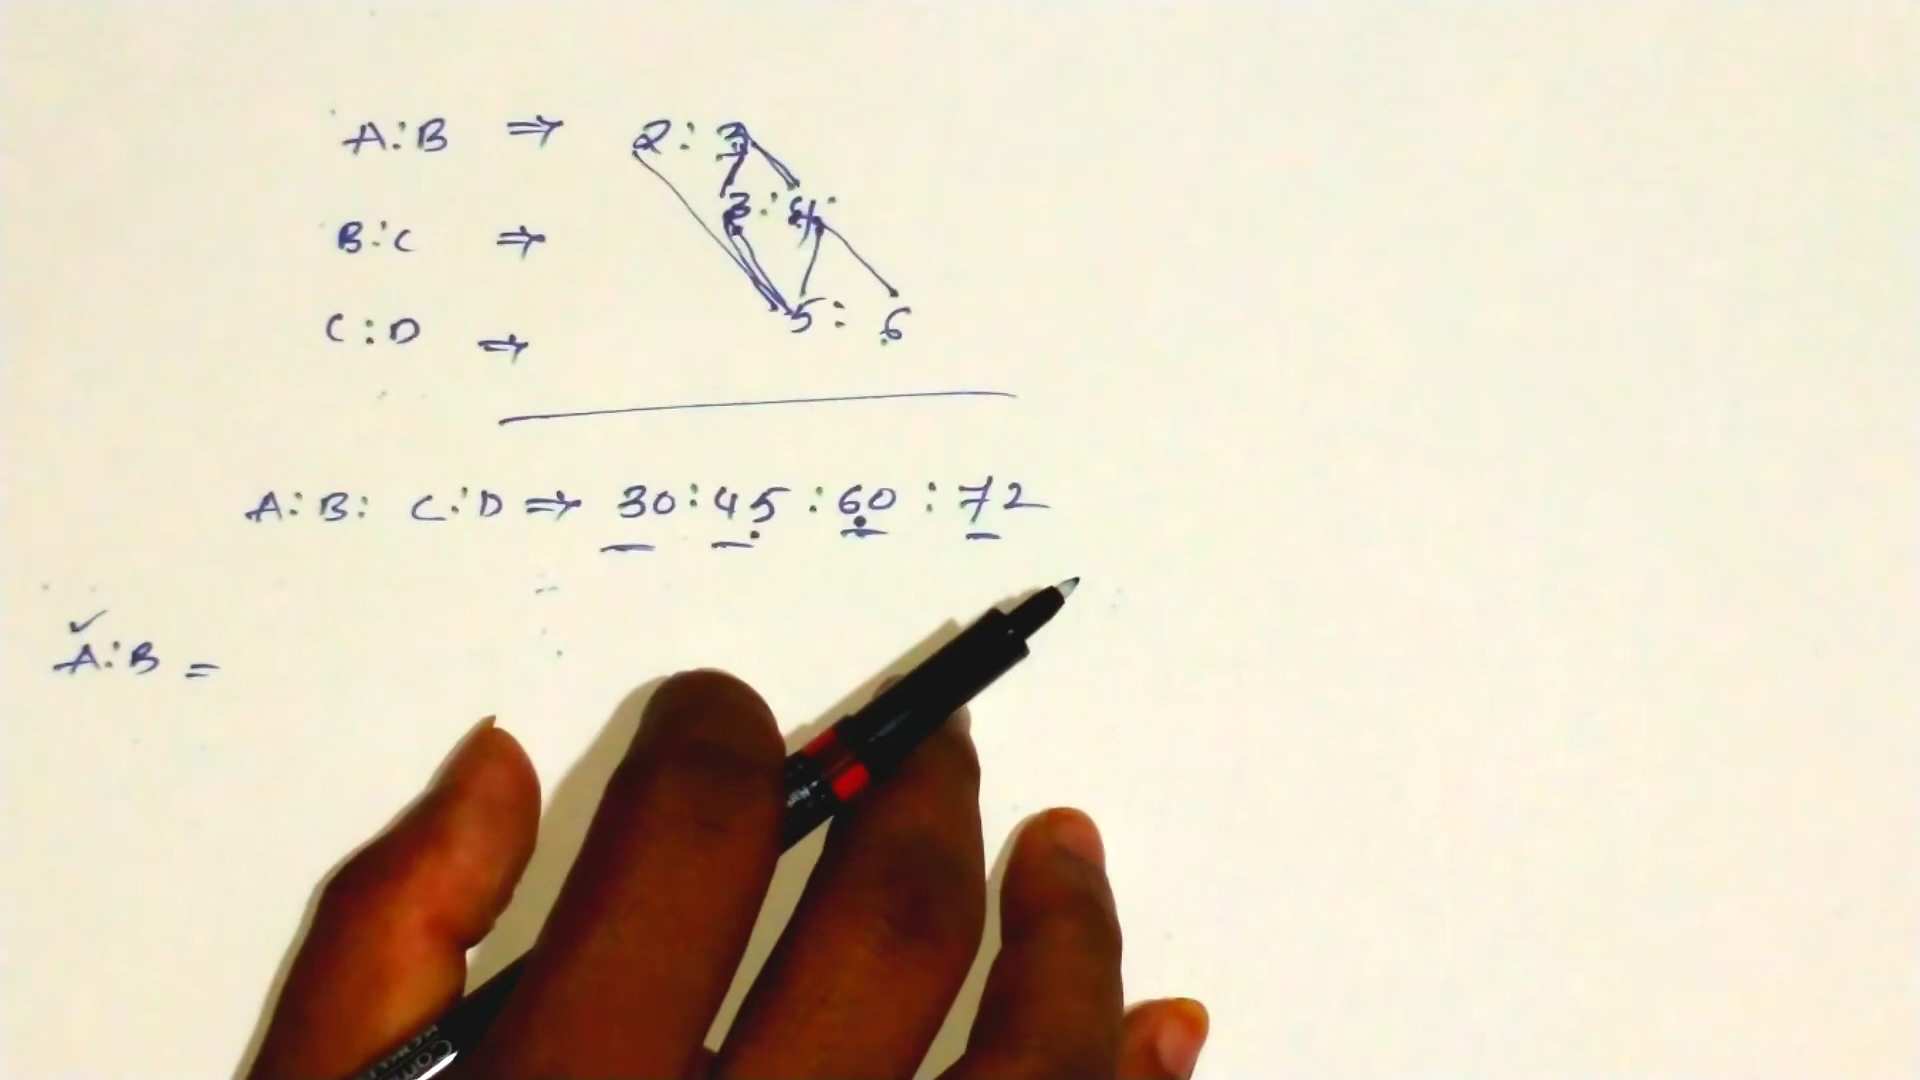 A:B ⇒ 2:3
B:C ⇒ 3:4
C:D ⇒ 5:6
A:B: C:D ⇒ 30:45:60:72
✓
A:B =